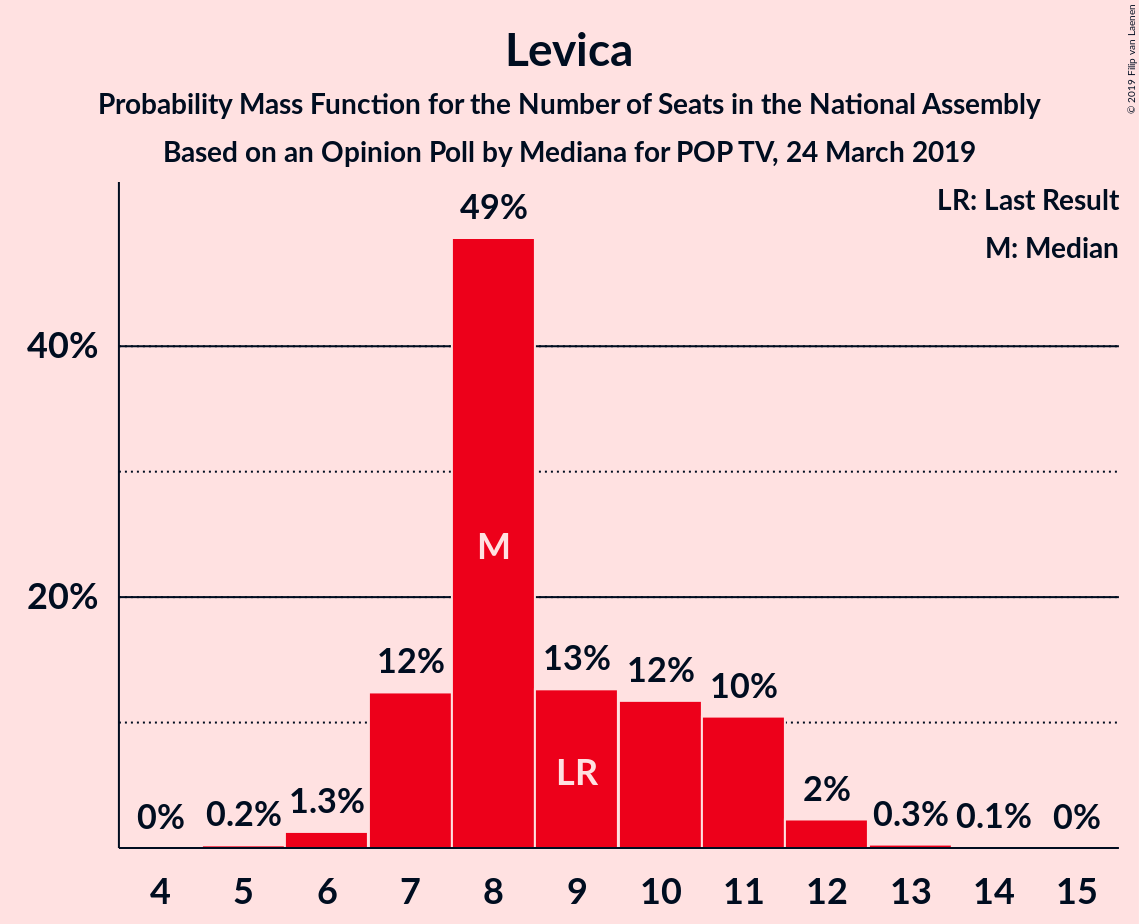 Levica
Probability Mass Function for the Number of Seats in the National Assembly
Based on an Opinion Poll by Mediana for POP TV, 24 March 2019
© 2019 Filip van Laenen
LR: Last Result
M: Median
40%
20%
0%
0.2%
1.3%
12%
49%
13%
12%
10%
2%
0.3%
0.1%
0%
M
LR
4 5 6 7 8 9 10 11 12 13 14 15